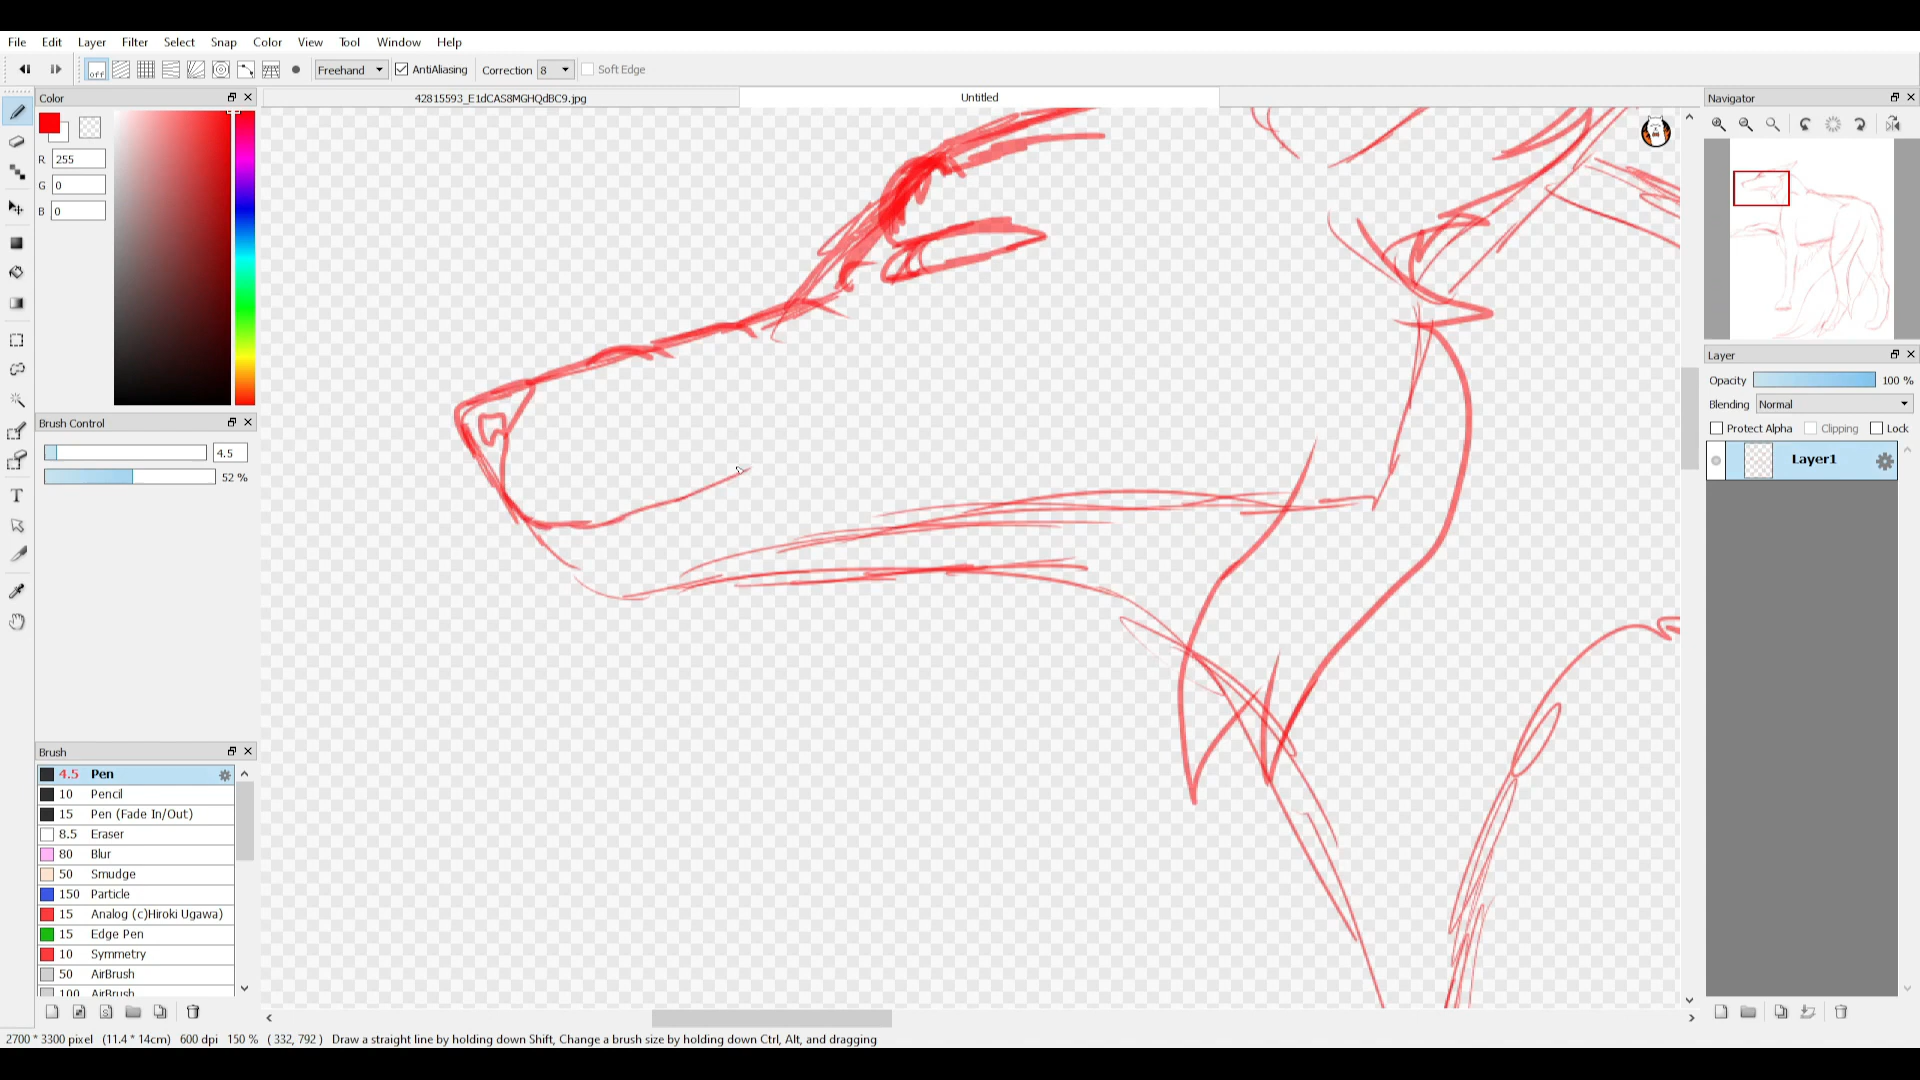 File Edit Layer Filter Select Snap Color View Tool Window Help
off Freehand AntiAliasing Correction 8 Soft Edge
Color
42815593_E1dCAS8MGHQdBC9.jpg
Untitled
Navigator
R 255
G 0
B 0
Layer
Opacity 100 %
Blending Normal
Protect Alpha Clipping Lock
Layer1
Brush Control
4.5
52 %
T
Brush
4.5 Pen
10 Pencil
15 Pen (Fade In/Out)
8.5 Eraser
80 Blur
50 Smudge
150 Particle
15 Analog (c)Hiroki Ugawa)
15 Edge Pen
10 Symmetry
50 AirBrush
100 AirBrush
2700 * 3300 pixel (11.4 * 14cm) 600 dpi 150 % ( 332, 792 ) Draw a straight line by holding down Shift, Change a brush size by holding down Ctrl, Alt, and dragging